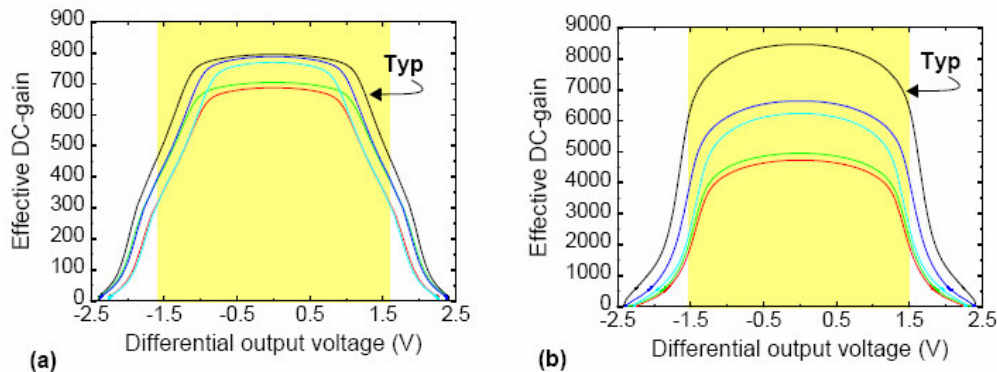 900
800
700
600
500
400
300
200
100
0
-2.5 -1.5 -0.5 0.5 1.5 2.5
Effective DC-gain
Differential output voltage (V)
Typ
(a)
9000
8000
7000
6000
5000
4000
3000
2000
1000
0
-2.5 -1.5 -0.5 0.5 1.5 2.5
Effective DC-gain
Differential output voltage (V)
Typ
(b)